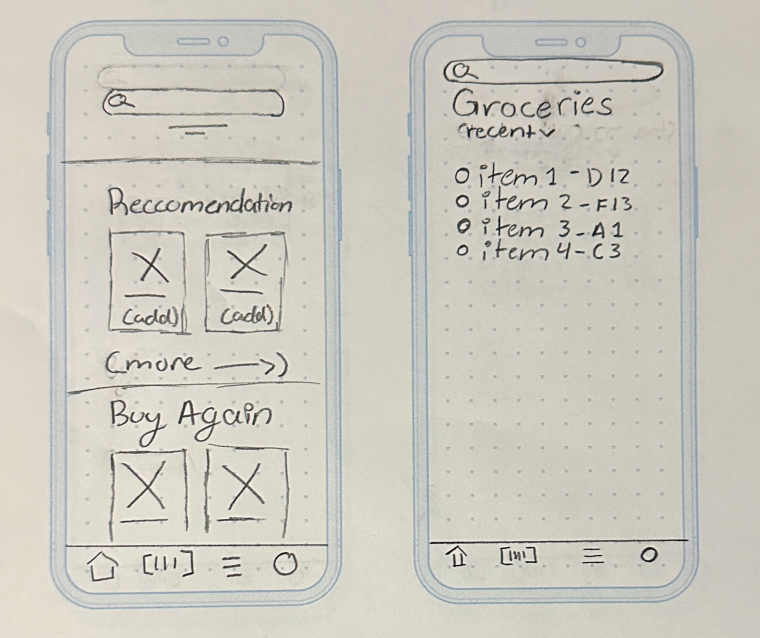 Reccomendation
(add) (add)
(more →)
Buy Again
Groceries
(recent
item 1 - D12
item 2 - F13
item 3 - A1
item 4 - C3